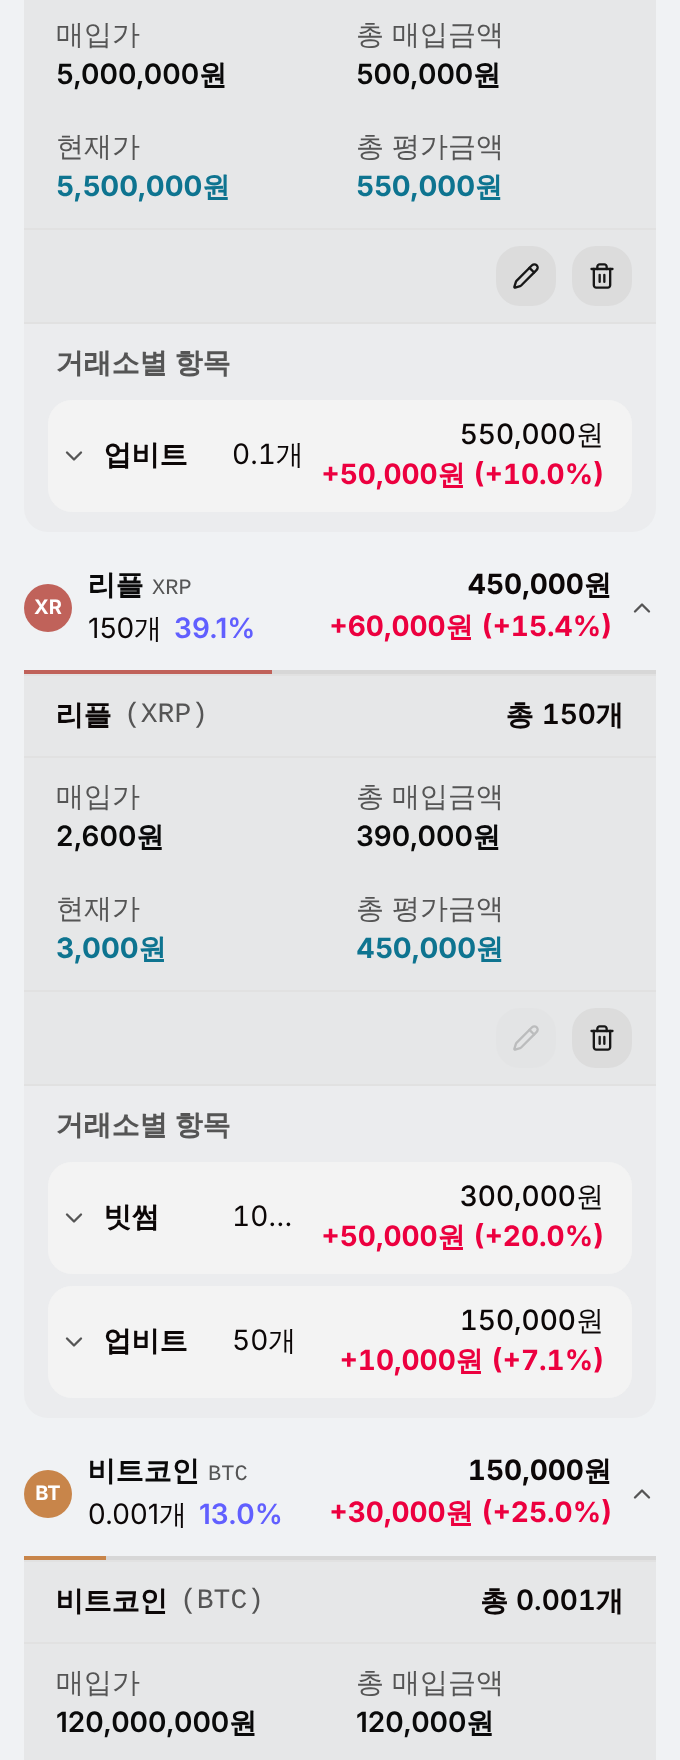 매입가 총 매입금액
5,000,000원 500,000원
현재가 총 평가금액
5,500,000원 550,000원
거래소별 항목
업비트 0.1개 550,000원
+50,000원 (+10.0%)
리플 XRP 450,000원
XR
150개 39.1% +60,000원 (+15.4%)
리플 (XRP) 총 150개
매입가 총 매입금액
2,600원 390,000원
현재가 총 평가금액
3,000원 450,000원
거래소별 항목
빗썸 10... 300,000원
+50,000원 (+20.0%)
업비트 50개 150,000원
+10,000원 (+7.1%)
비트코인 BTC 150,000원
BT
0.001개 13.0% +30,000원 (+25.0%)
비트코인 (BTC) 총 0.001개
매입가 총 매입금액
120,000,000원 120,000원